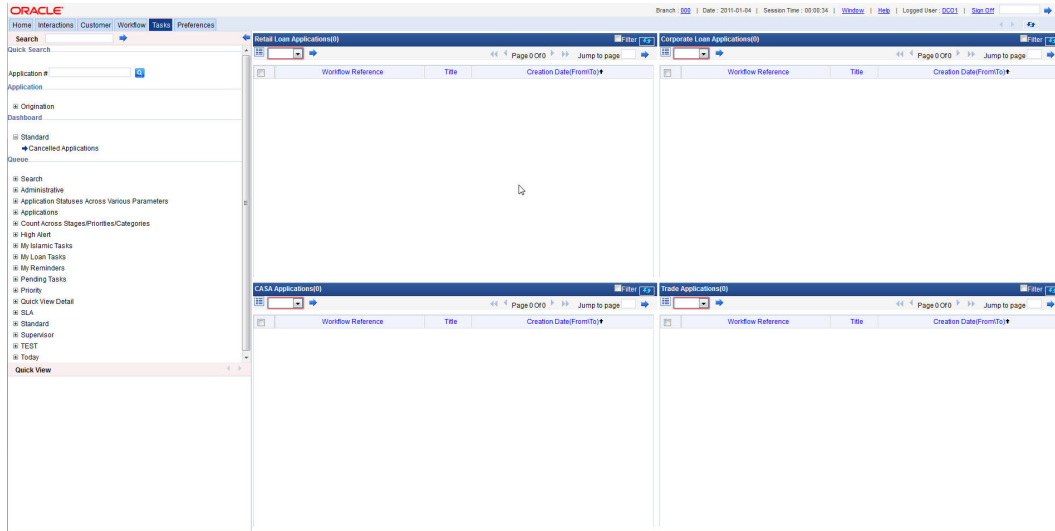 ORACLE
Branch : 000 | Date : 2011-01-04 | Session Time : 00:00:34 | Window | Help | Logged User : DCO1 | Sign Off
Home Interactions Customer Workflow Tasks Preferences
Search
Quick Search
Application #
Application
Origination
Dashboard
Standard
Cancelled Applications
Queue
Search
Administrative
Application Statuses Across Various Parameters
Applications
Count Across Stages/Priorities/Categories
High Alert
My Islamic Tasks
My Loan Tasks
My Reminders
Pending Tasks
Priority
Quick View Detail
SLA
Standard
Supervisor
TEST
Today
Quick View
Retail Loan Applications(0) Filter
Page 0 Of 0 Jump to page
Workflow Reference Title Creation Date(From\To)
Corporate Loan Applications(0) Filter
Page 0 Of 0 Jump to page
Workflow Reference Title Creation Date(From\To)
CASA Applications(0) Filter
Page 0 Of 0 Jump to page
Workflow Reference Title Creation Date(From\To)
Trade Applications(0) Filter
Page 0 Of 0 Jump to page
Workflow Reference Title Creation Date(From\To)